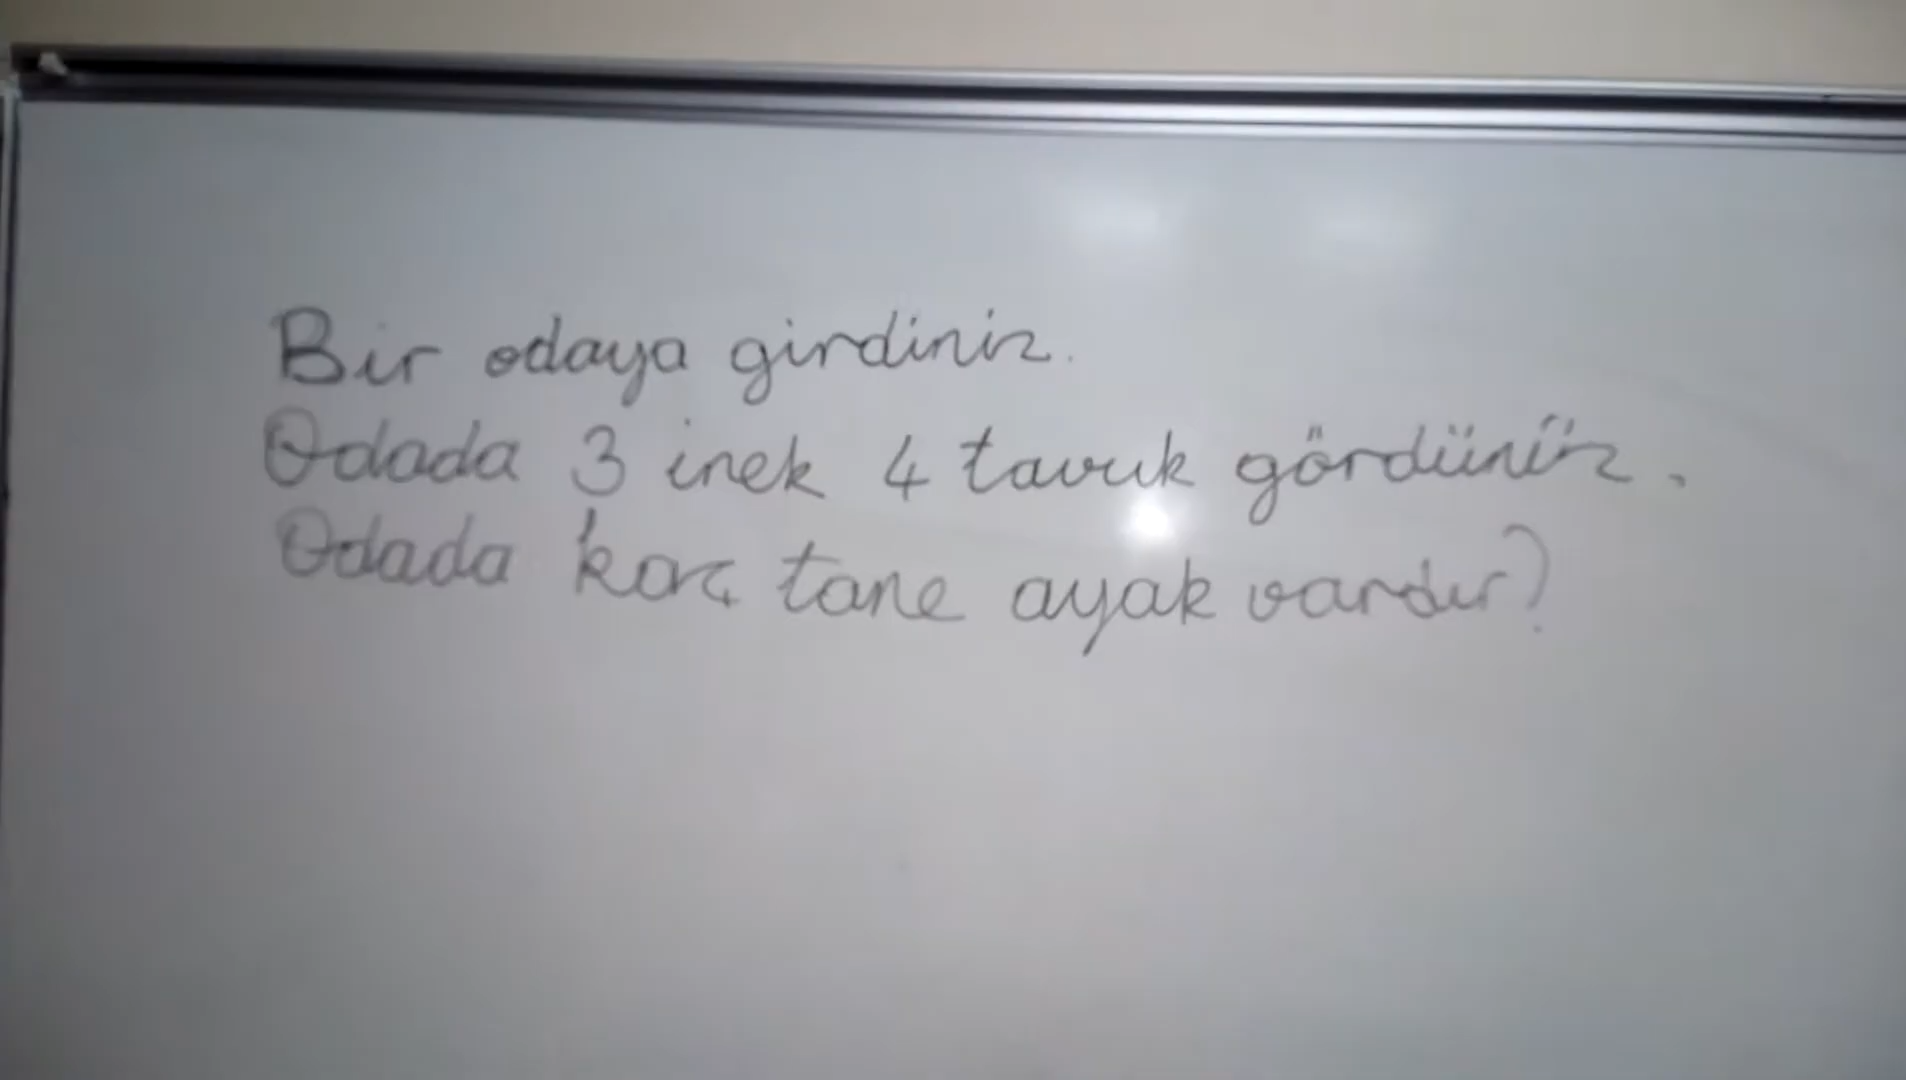 Bir odaya girdiniz.
Odada 3 inek 4 tavuk gördünüz.
Odada kaç tane ayak vardır?